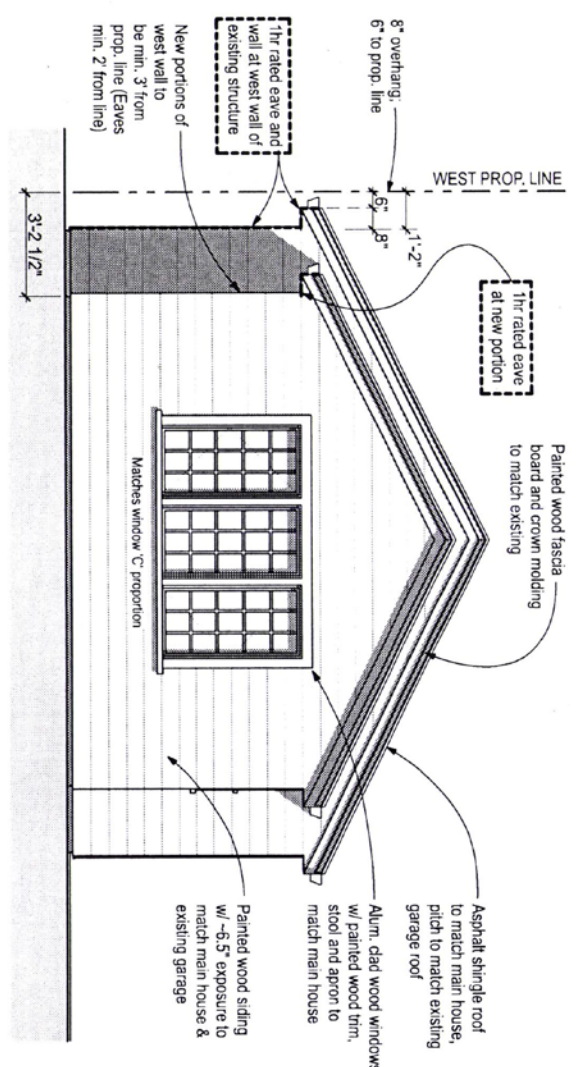 8" overhang;
6" to prop. line
1hr rated eave and
wall at west wall of
existing structure
New portions of
west wall to
be min. 3' from
prop. line (Eaves
min. 2' from line)
WEST PROP. LINE
6"
8"
1'-2"
3'-2 1/2"
1hr rated eave
at new portion
Painted wood fascia
board and crown molding
to match existing
Matches window 'C' proportion
Asphalt shingle roof
to match main house,
pitch to match existing
garage roof
Alum. clad wood windows
w/ painted wood trim,
stool and apron to
match main house
Painted wood siding
w/ ~6.5" exposure to
match main house &
existing garage